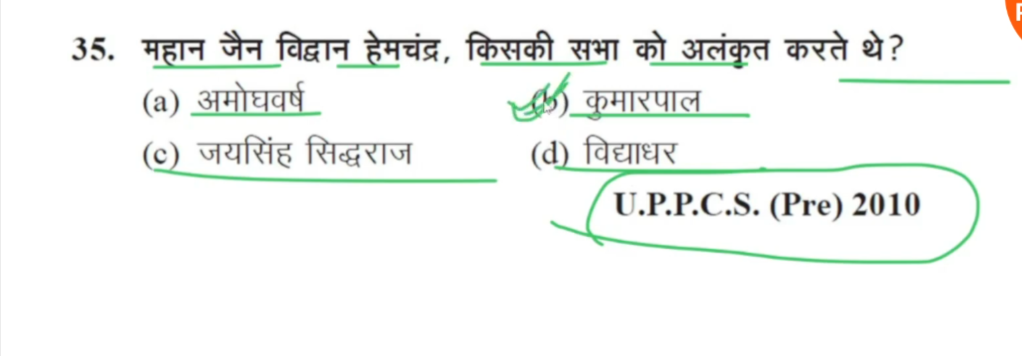 35. महान जैन विद्वान हेमचंद्र, किसकी सभा को अलंकृत करते थे?
(a) अमोघवर्ष (b) कुमारपाल
(c) जयसिंह सिद्धराज (d) विद्याधर
U.P.P.C.S. (Pre) 2010